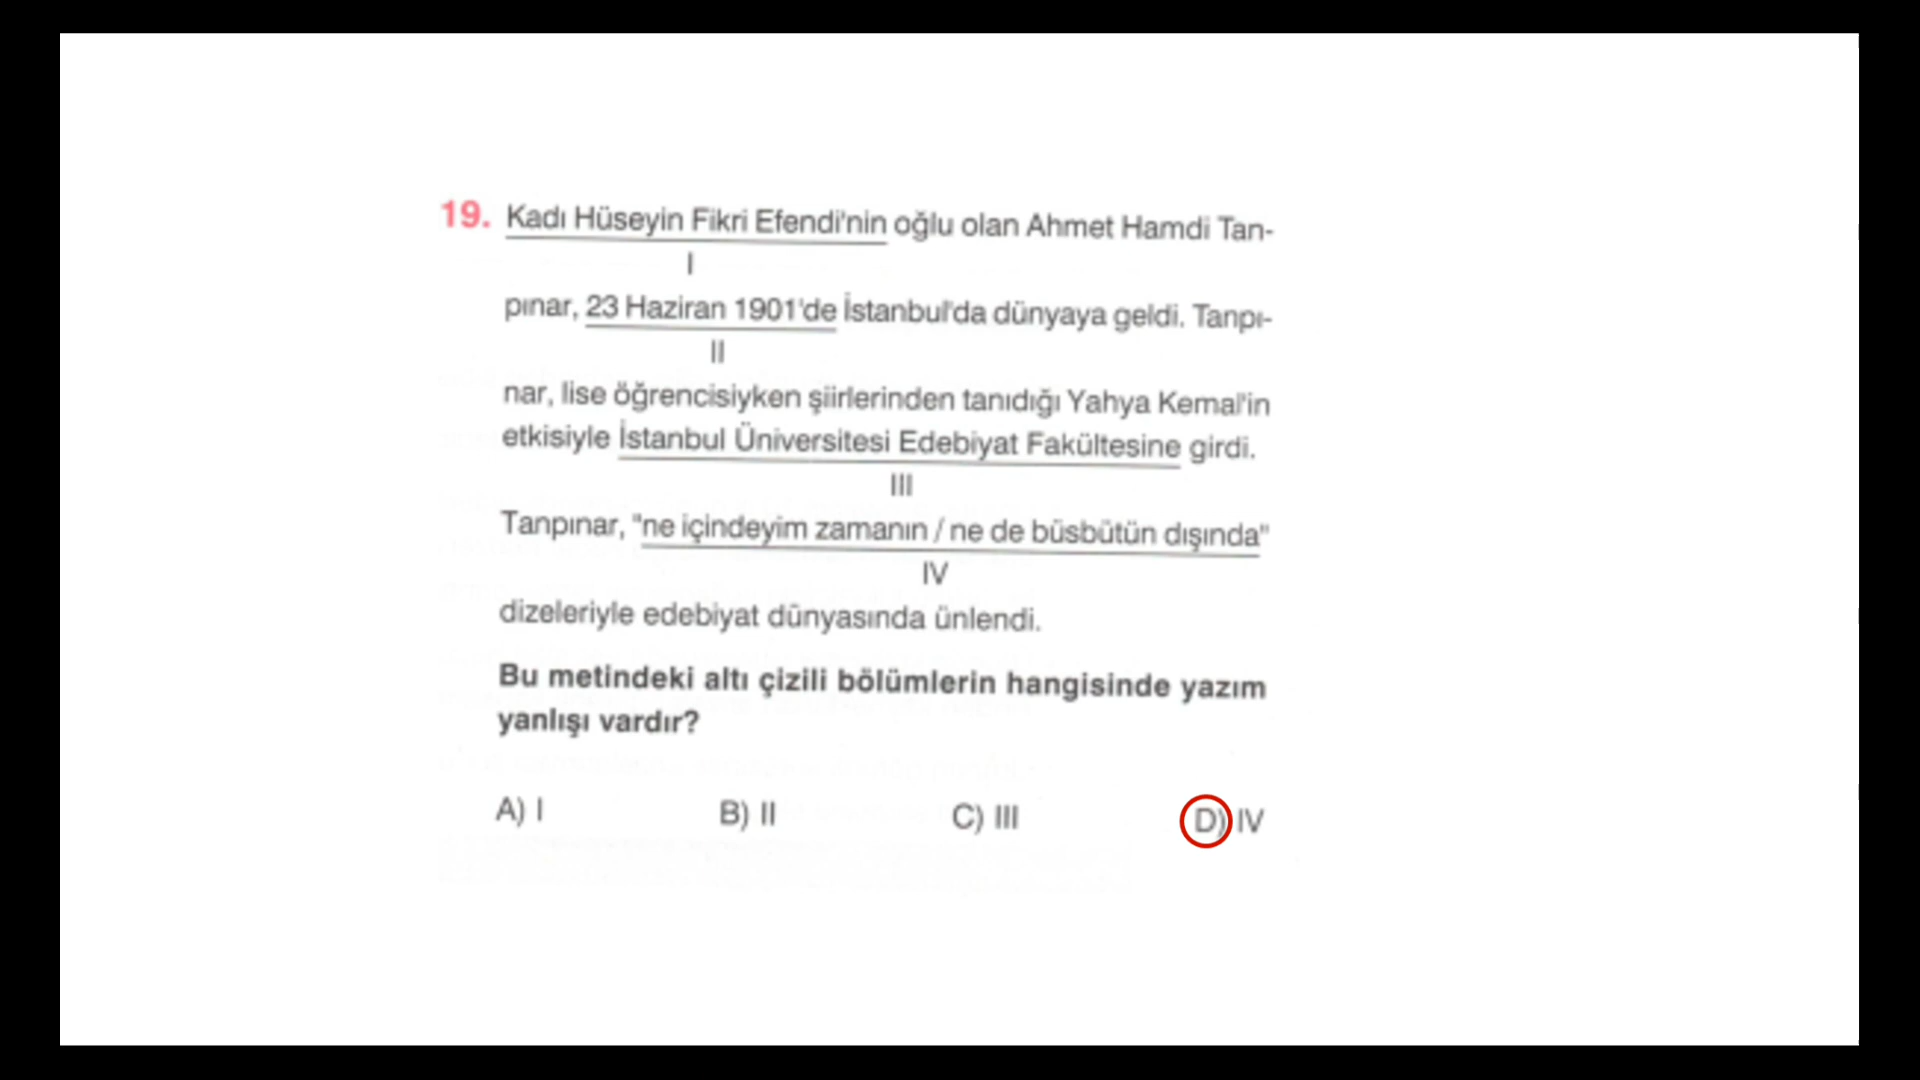 19. Kadı Hüseyin Fikri Efendi'nin oğlu olan Ahmet Hamdi Tan-
I
pınar, 23 Haziran 1901'de İstanbul'da dünyaya geldi. Tanpı-
II
nar, lise öğrencisiyken şiirlerinden tanıdığı Yahya Kemal'in
etkisiyle İstanbul Üniversitesi Edebiyat Fakültesine girdi.
III
Tanpınar, "ne içindeyim zamanın / ne de büsbütün dışında"
IV
dizeleriyle edebiyat dünyasında ünlendi.
Bu metindeki altı çizili bölümlerin hangisinde yazım
yanlışı vardır?
A) I B) II C) III D) IV